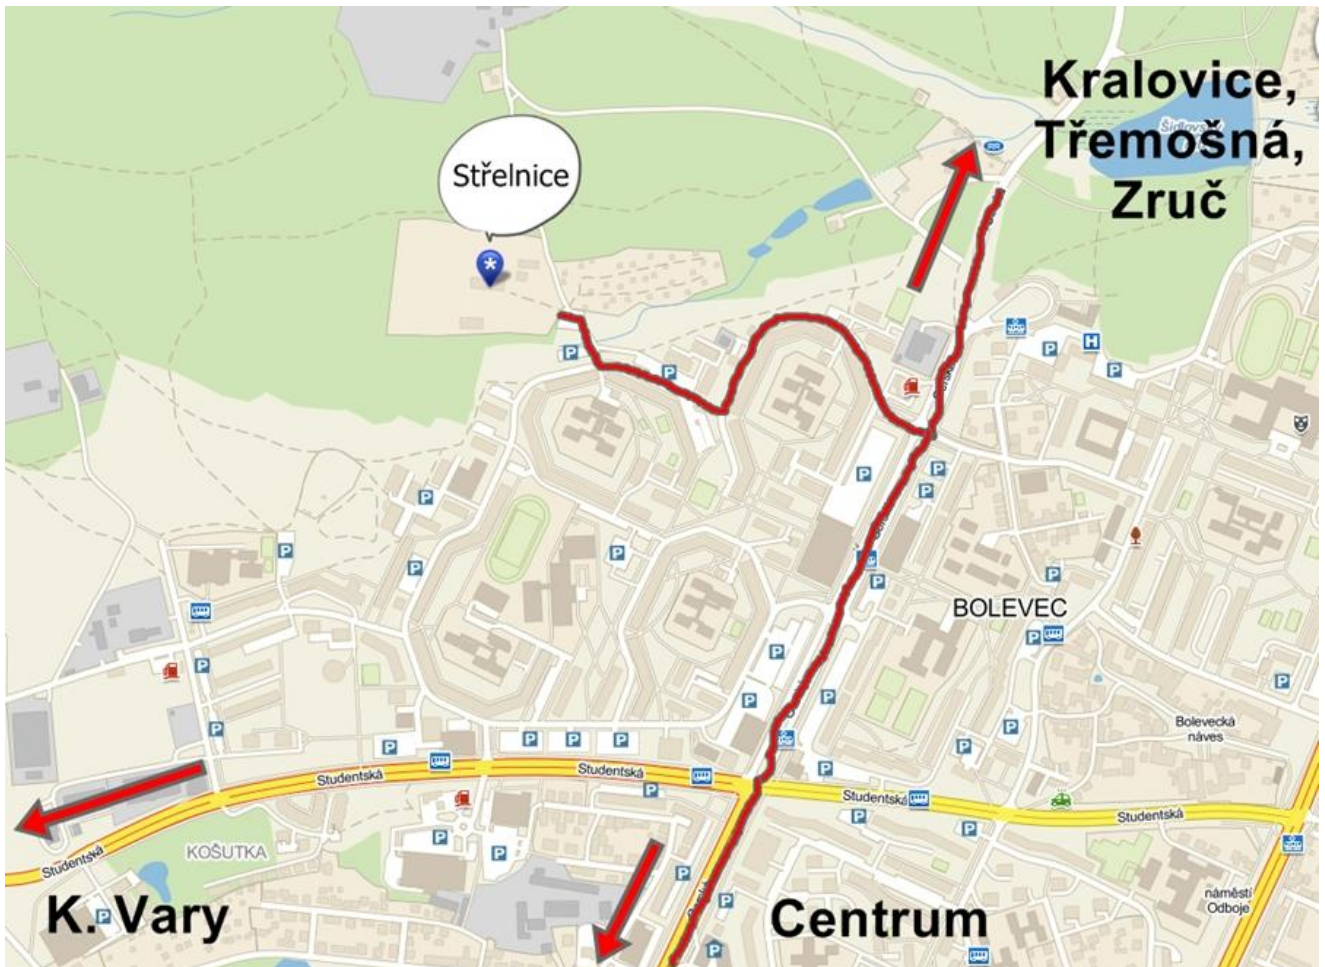 Kralovice,
Třemošná,
Zruč
Střelnice
BOLEVEC
Bolevecká
náves
Studentská
Studentská
Studentská
Studentská
Studentská
KOŠUTKA
K. Vary
Centrum
náměstí
Odboje